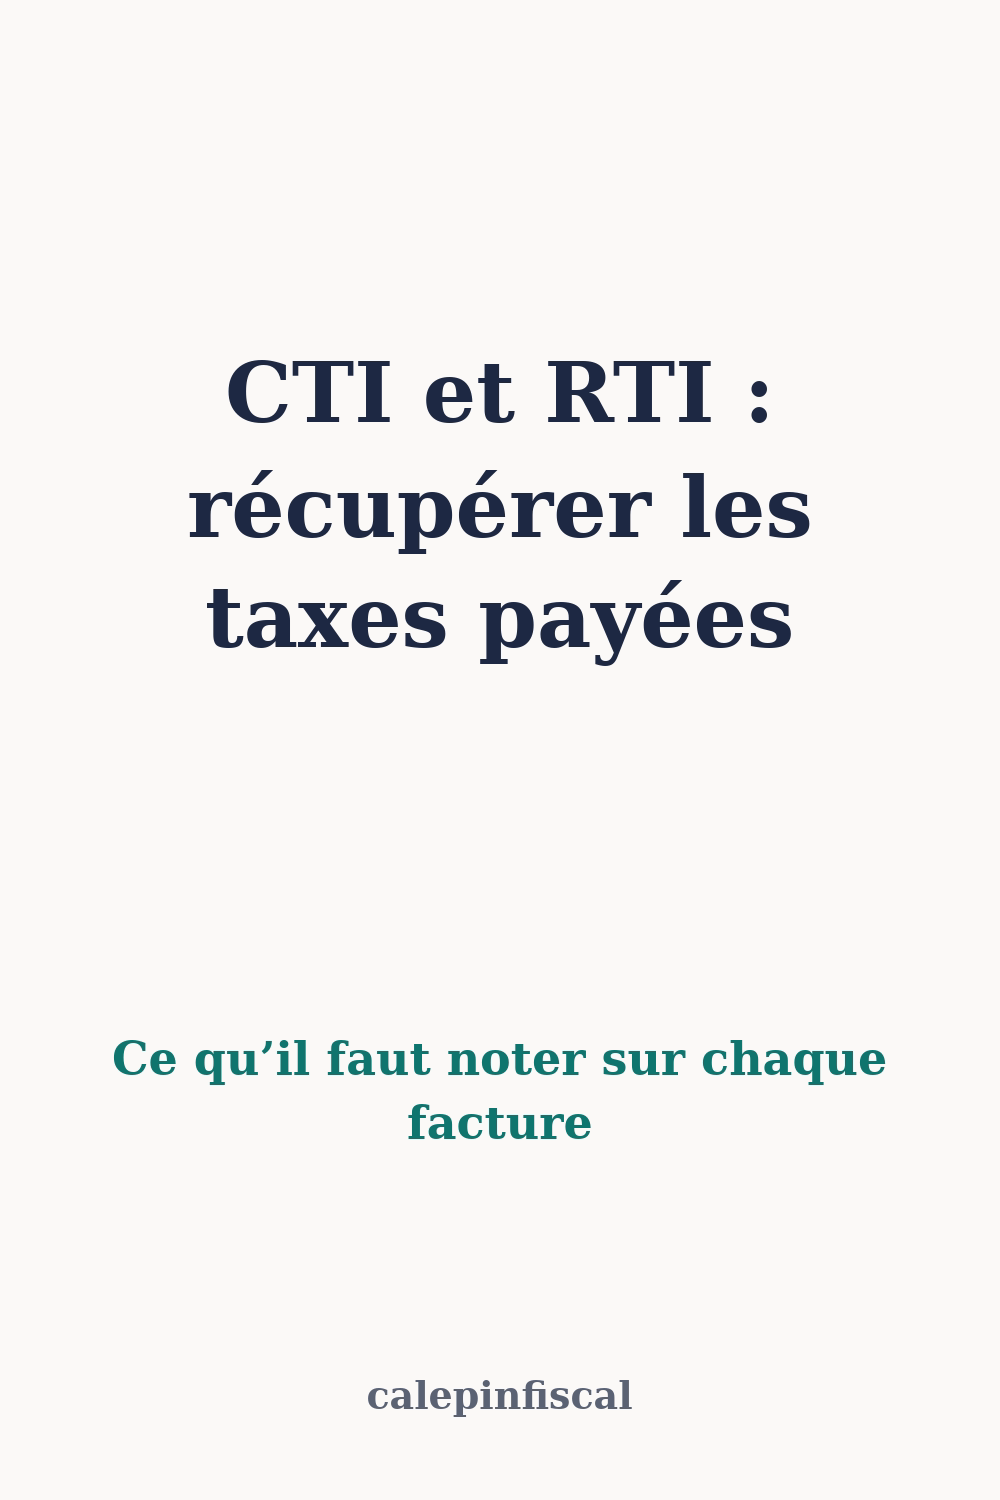 CTI et RTI :
récupérer les
taxes payées
Ce qu’il faut noter sur chaque
facture
calepinfiscal